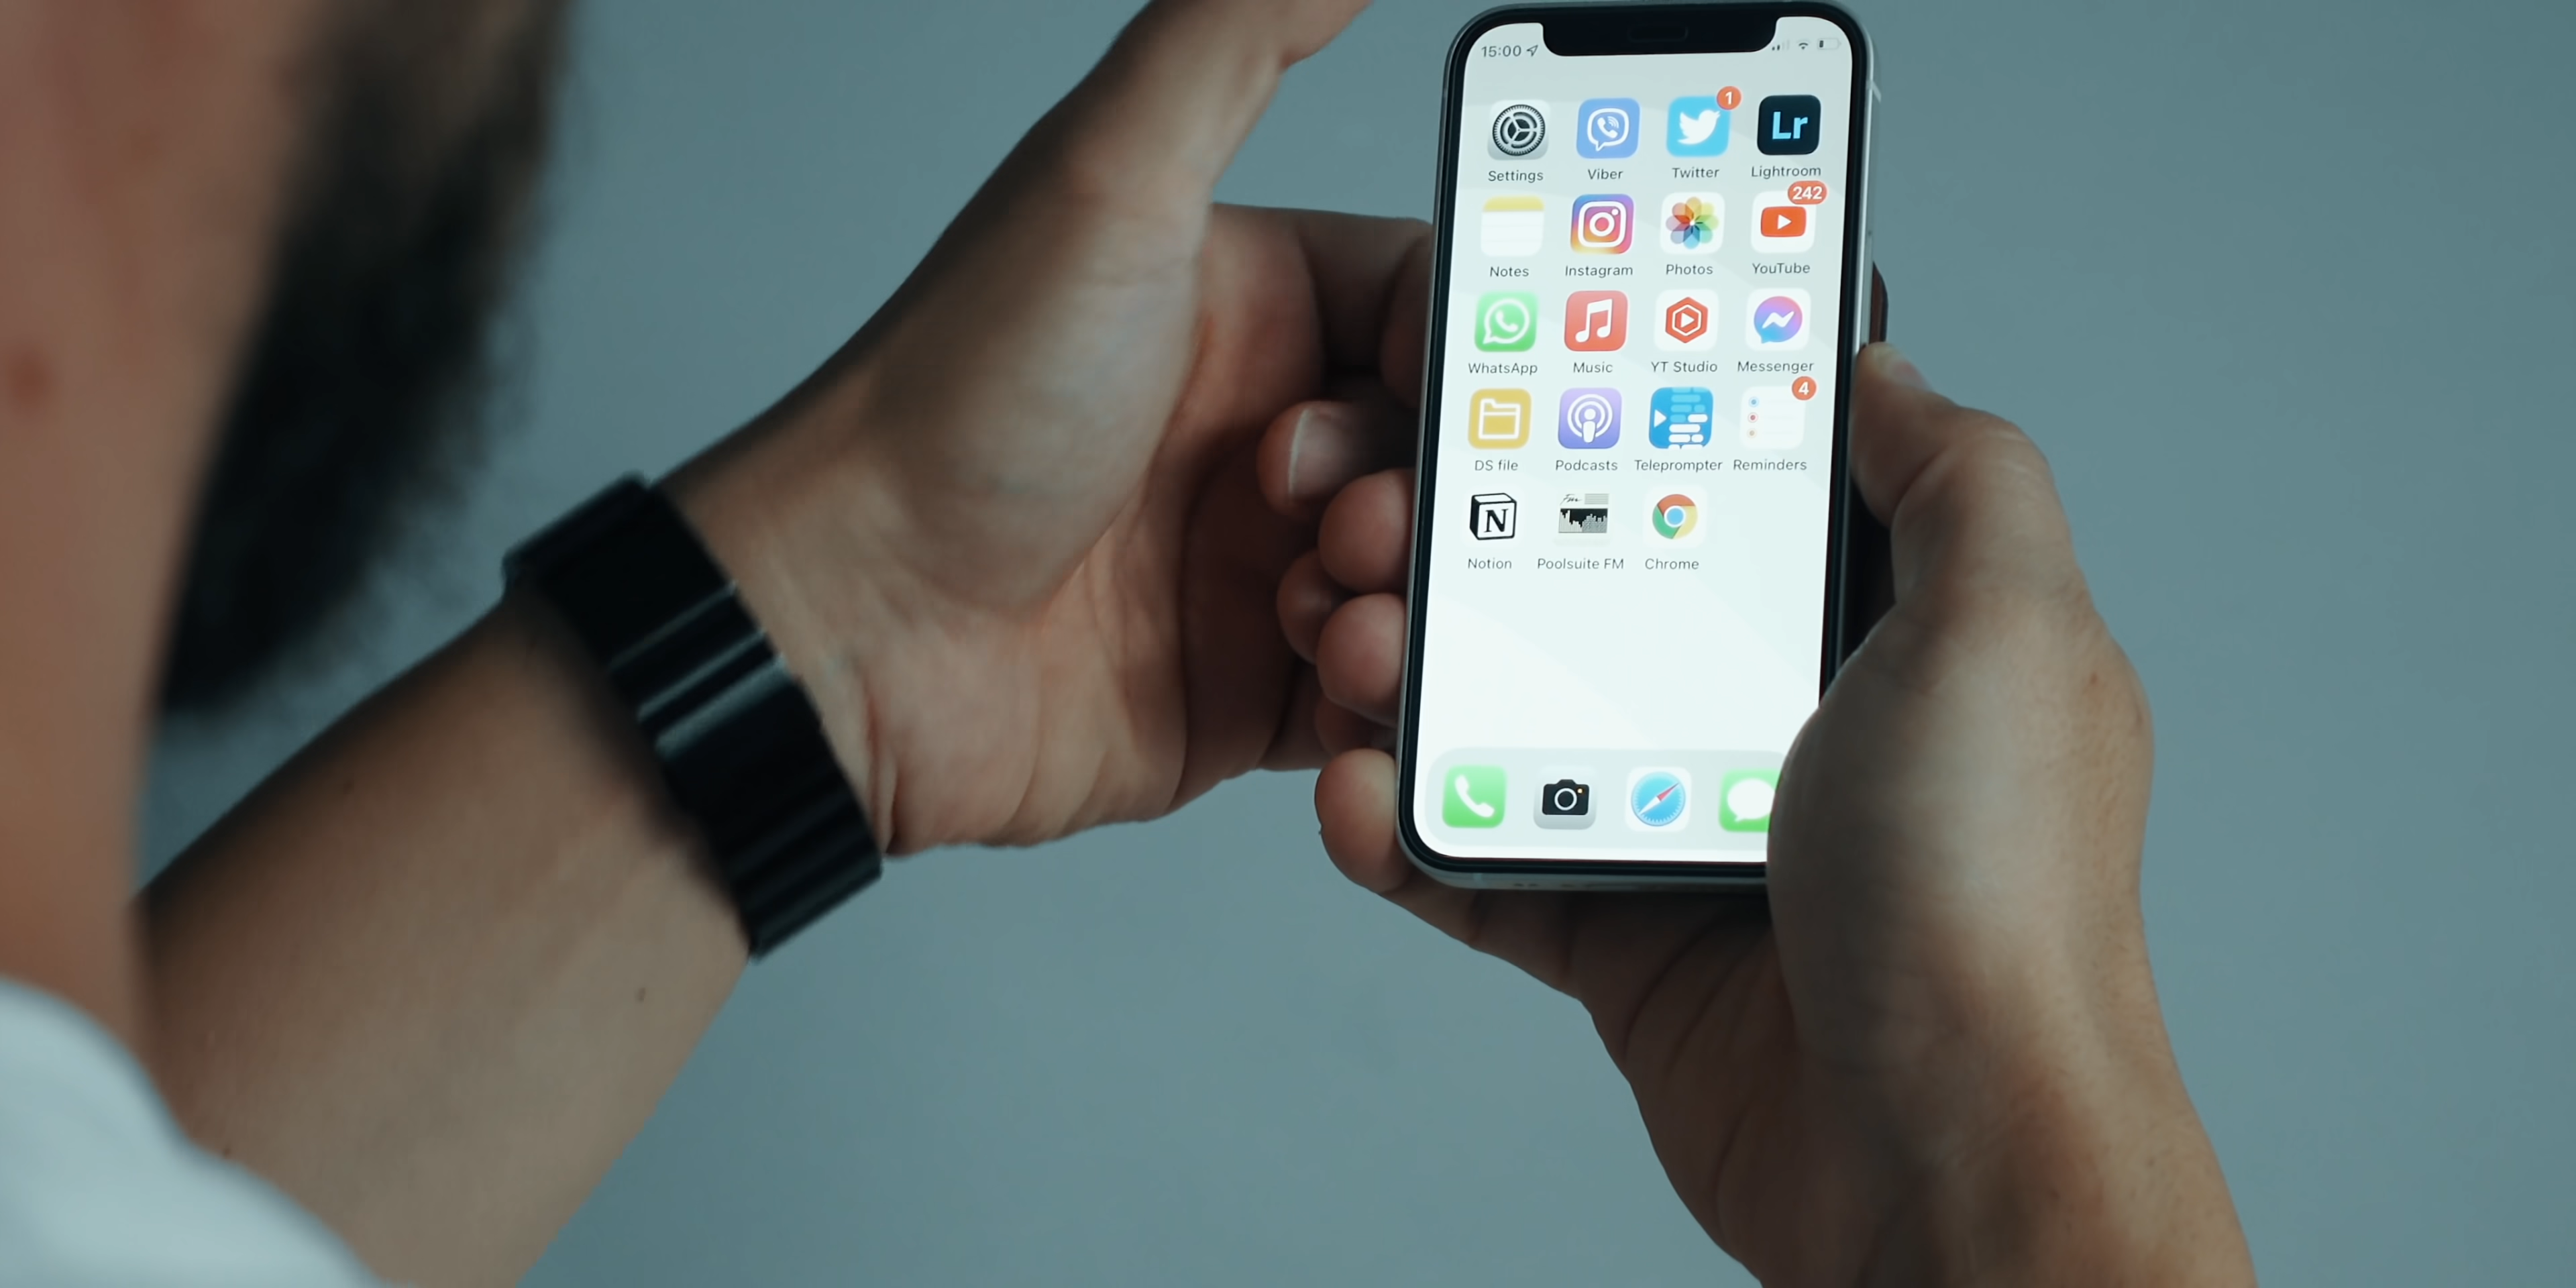 15:00
1
Settings Viber Twitter Lightroom
Lr
242
Notes Instagram Photos YouTube
WhatsApp Music YT Studio Messenger
4
DS file Podcasts Teleprompter Reminders
N
Notion Poolsuite FM Chrome